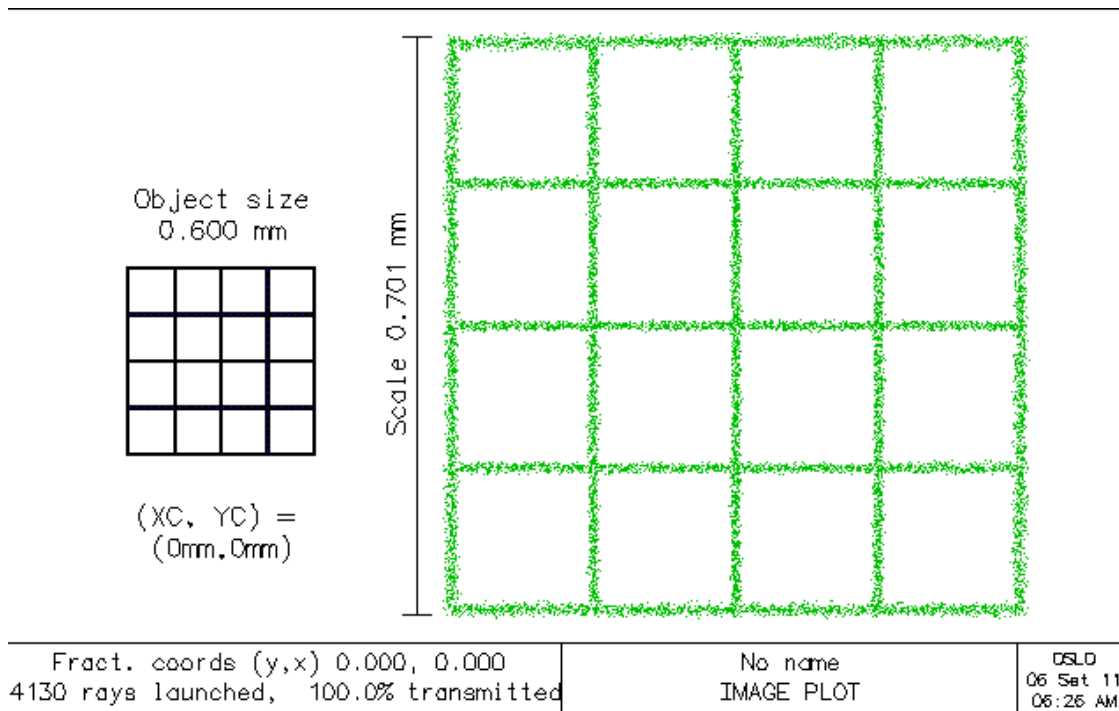 Object size
0.600 mm
Scale 0.701 mm
(XC, YC) =
(0mm,0mm)
Fract. coords (y,x) 0.000, 0.000
4130 rays launched, 100.0% transmitted
No name
IMAGE PLOT
OSLO
06 Set 11
06:26 AM